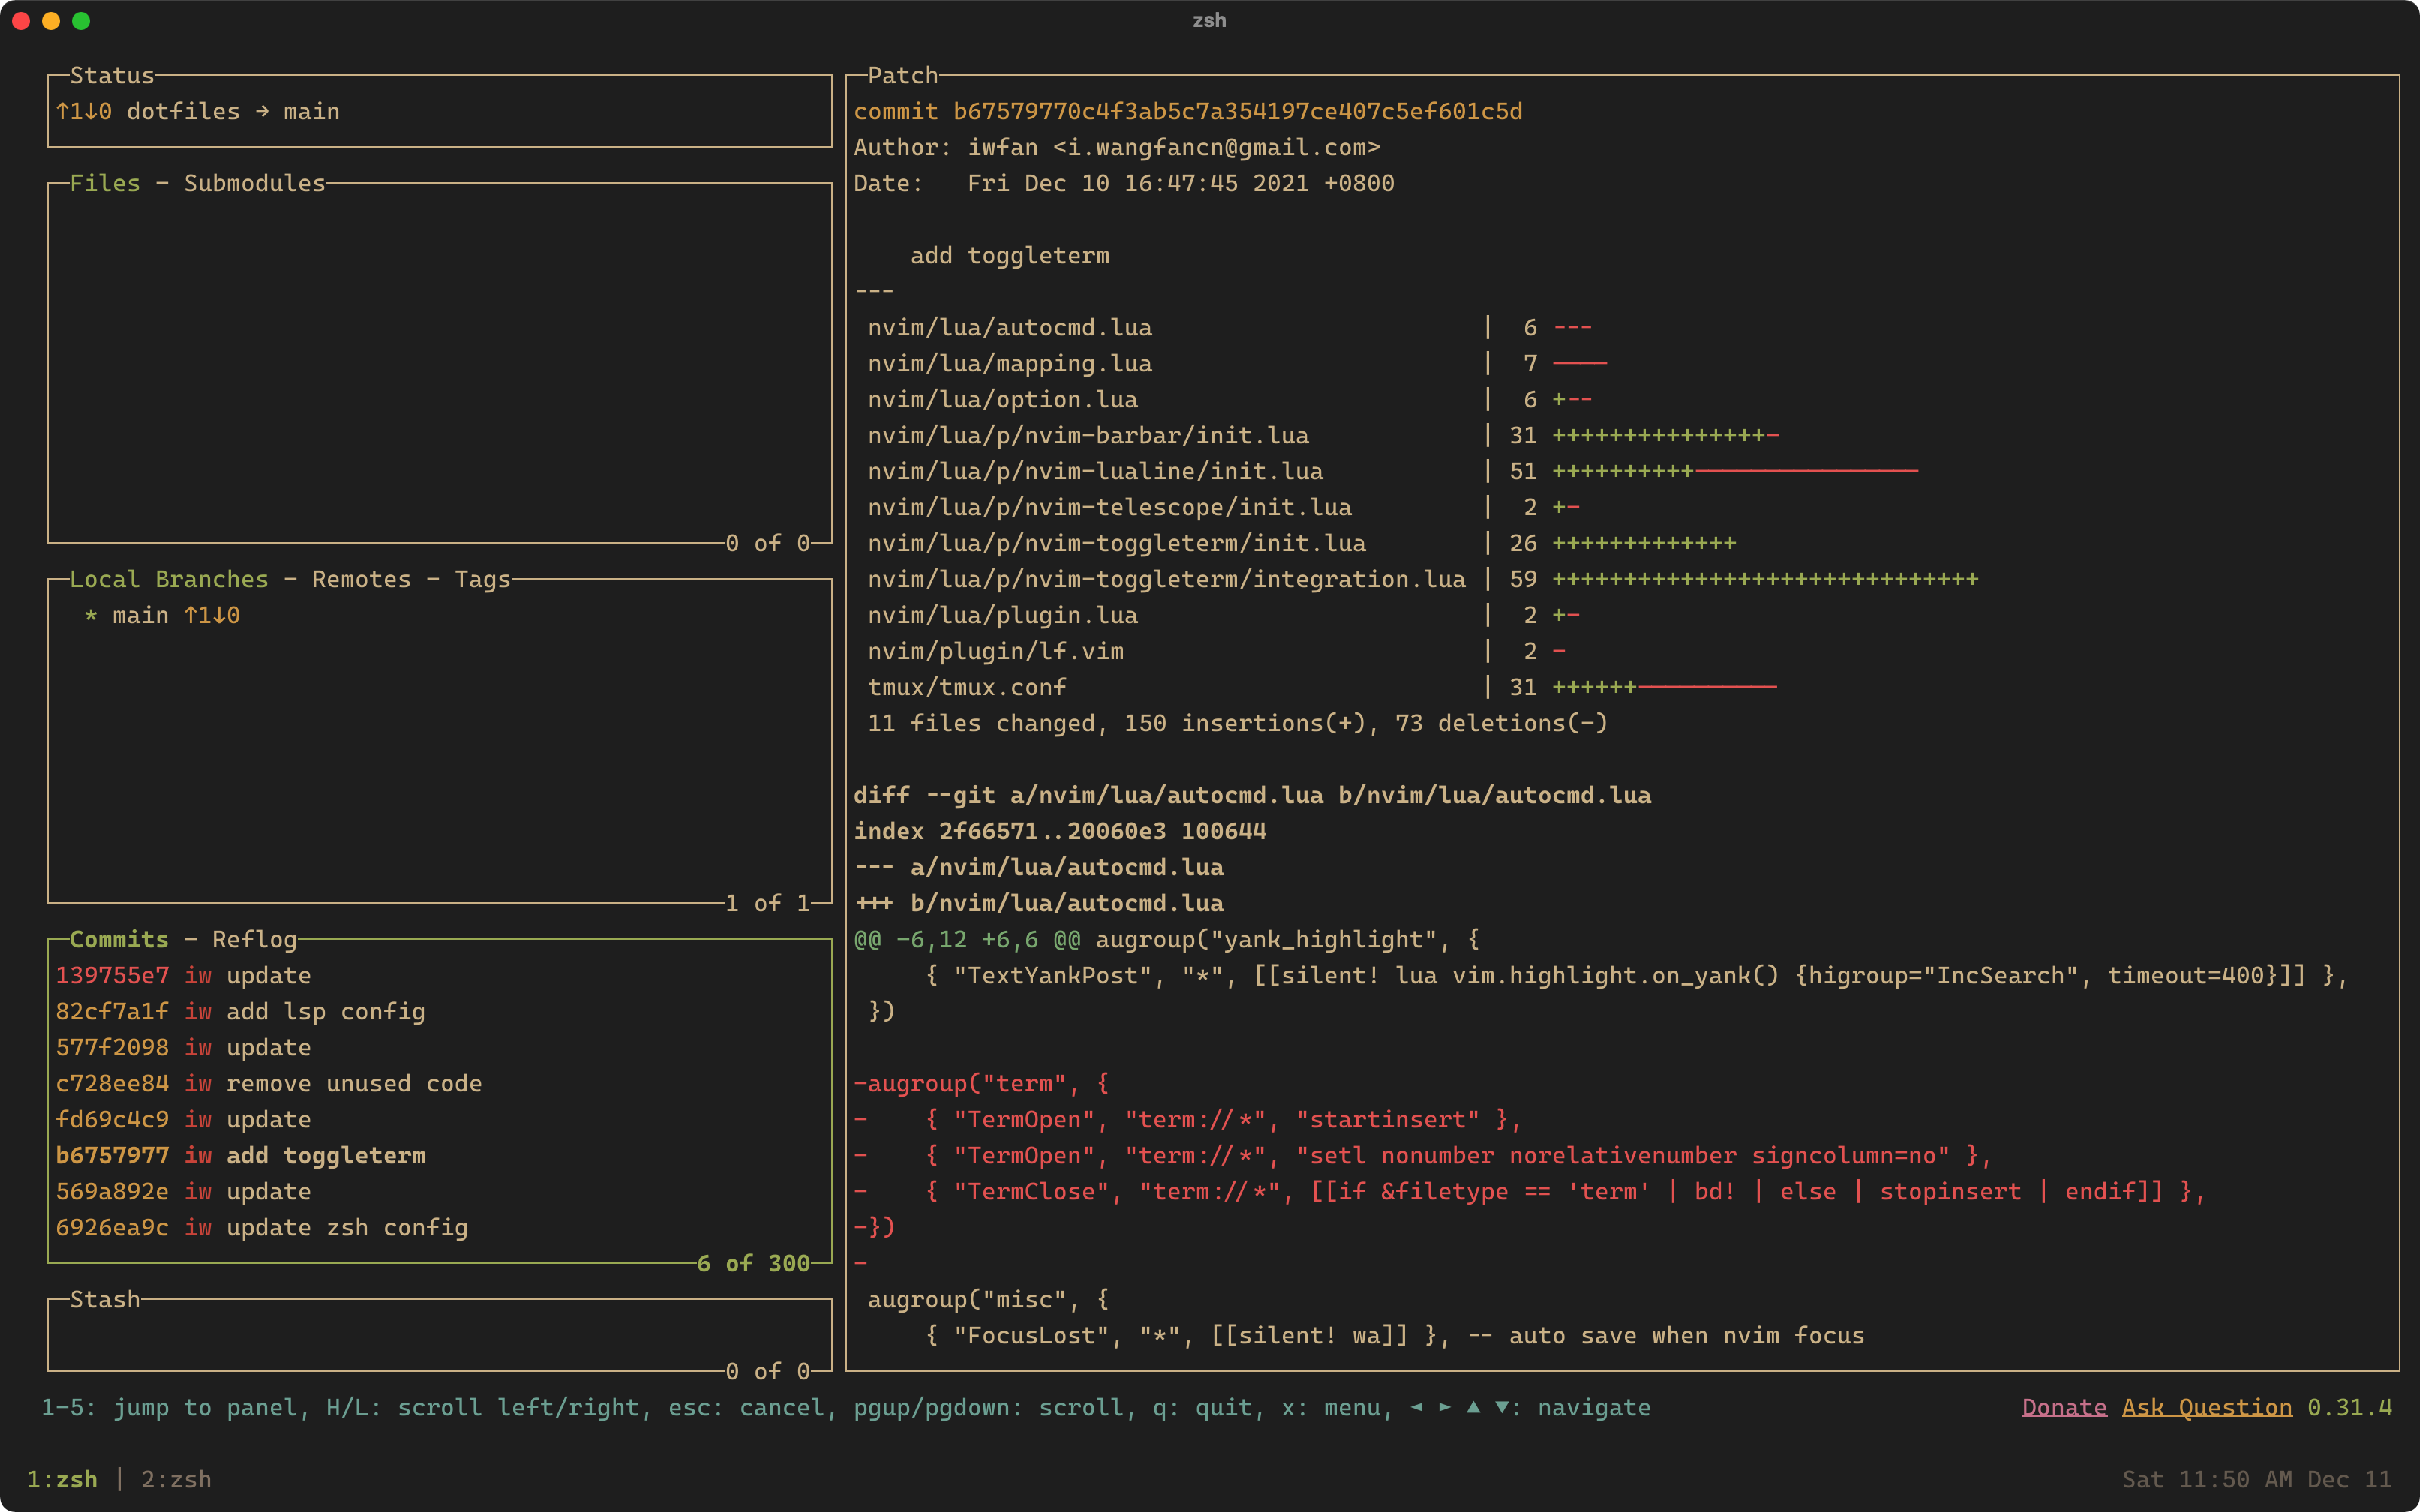 zsh
Status
↑1↓0 dotfiles → main
Files - Submodules
0 of 0
Local Branches - Remotes - Tags
* main ↑1↓0
1 of 1
Commits - Reflog
139755e7 iw update
82cf7a1f iw add lsp config
577f2098 iw update
c728ee84 iw remove unused code
fd69c4c9 iw update
b6757977 iw add toggleterm
569a892e iw update
6926ea9c iw update zsh config
6 of 300
Stash
0 of 0
Patch
commit b67579770c4f3ab5c7a354197ce407c5ef601c5d
Author: iwfan <i.wangfancn@gmail.com>
Date:   Fri Dec 10 16:47:45 2021 +0800
    add toggleterm
---
 nvim/lua/autocmd.lua                       |  6 ---
 nvim/lua/mapping.lua                       |  7 ----
 nvim/lua/option.lua                        |  6 +--
 nvim/lua/p/nvim-barbar/init.lua            | 31 +++++++++++++++-
 nvim/lua/p/nvim-lualine/init.lua           | 51 ++++++++++----------------
 nvim/lua/p/nvim-telescope/init.lua         |  2 +-
 nvim/lua/p/nvim-toggleterm/init.lua        | 26 +++++++++++++
 nvim/lua/p/nvim-toggleterm/integration.lua | 59 ++++++++++++++++++++++++++++++
 nvim/lua/plugin.lua                        |  2 +-
 nvim/plugin/lf.vim                         |  2 -
 tmux/tmux.conf                             | 31 ++++++----------
 11 files changed, 150 insertions(+), 73 deletions(-)
diff --git a/nvim/lua/autocmd.lua b/nvim/lua/autocmd.lua
index 2f66571..20060e3 100644
--- a/nvim/lua/autocmd.lua
+++ b/nvim/lua/autocmd.lua
@@ -6,12 +6,6 @@ augroup("yank_highlight", {
     { "TextYankPost", "*", [[silent! lua vim.highlight.on_yank() {higroup="IncSearch", timeout=400}]] },
 })
-augroup("term", {
-    { "TermOpen", "term://*", "startinsert" },
-    { "TermOpen", "term://*", "setl nonumber norelativenumber signcolumn=no" },
-    { "TermClose", "term://*", [[if &filetype == 'term' | bd! | else | stopinsert | endif]] },
-})
-
 augroup("misc", {
     { "FocusLost", "*", [[silent! wa]] }, -- auto save when nvim focus
1-5: jump to panel, H/L: scroll left/right, esc: cancel, pgup/pgdown: scroll, q: quit, x: menu, ◄ ► ▲ ▼: navigate
Donate Ask Question 0.31.4
1:zsh | 2:zsh
Sat 11:50 AM Dec 11